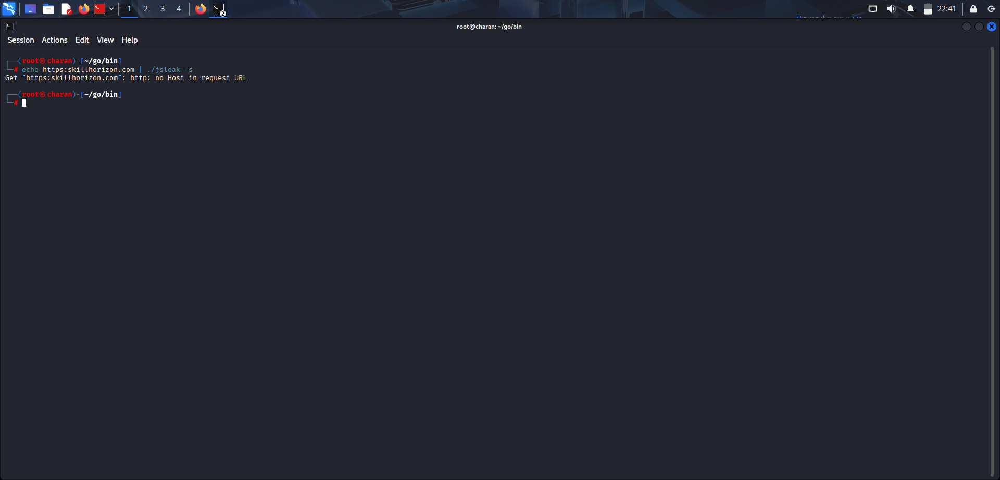 1 2 3 4 2 22:41
root@charan: ~/go/bin
Session Actions Edit View Help
┌──(root㉿charan)-[~/go/bin]
└─# echo https:skillhorizon.com | ./jsleak -s
Get "https:skillhorizon.com": http: no Host in request URL
┌──(root㉿charan)-[~/go/bin]
└─#